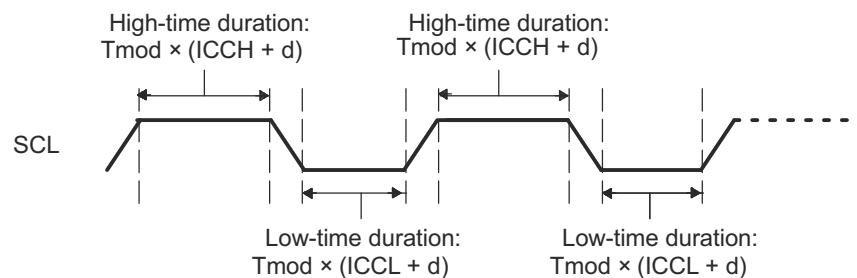 High-time duration:
Tmod × (ICCH + d)
High-time duration:
Tmod × (ICCH + d)
SCL
Low-time duration:
Tmod × (ICCL + d)
Low-time duration:
Tmod × (ICCL + d)